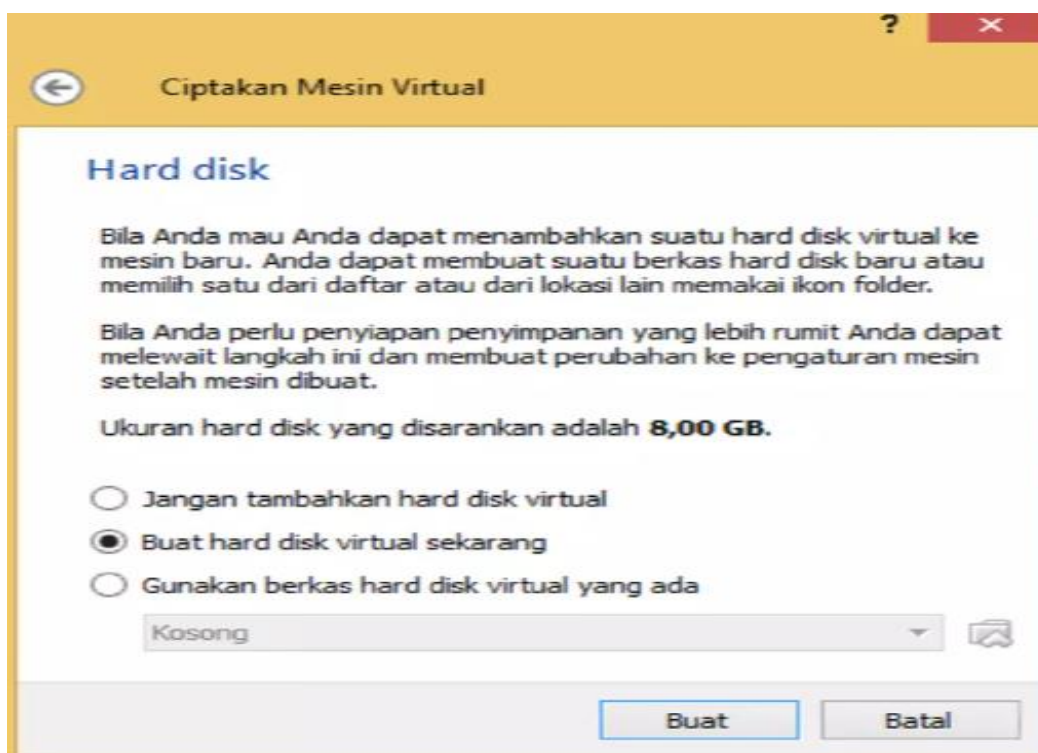 ?
Ciptakan Mesin Virtual
Hard disk
Bila Anda mau Anda dapat menambahkan suatu hard disk virtual ke
mesin baru. Anda dapat membuat suatu berkas hard disk baru atau
memilih satu dari daftar atau dari lokasi lain memakai ikon folder.
Bila Anda perlu penyiapan penyimpanan yang lebih rumit Anda dapat
melewait langkah ini dan membuat perubahan ke pengaturan mesin
setelah mesin dibuat.
Ukuran hard disk yang disarankan adalah 8,00 GB.
Jangan tambahkan hard disk virtual
Buat hard disk virtual sekarang
Gunakan berkas hard disk virtual yang ada
Kosong
Buat Batal